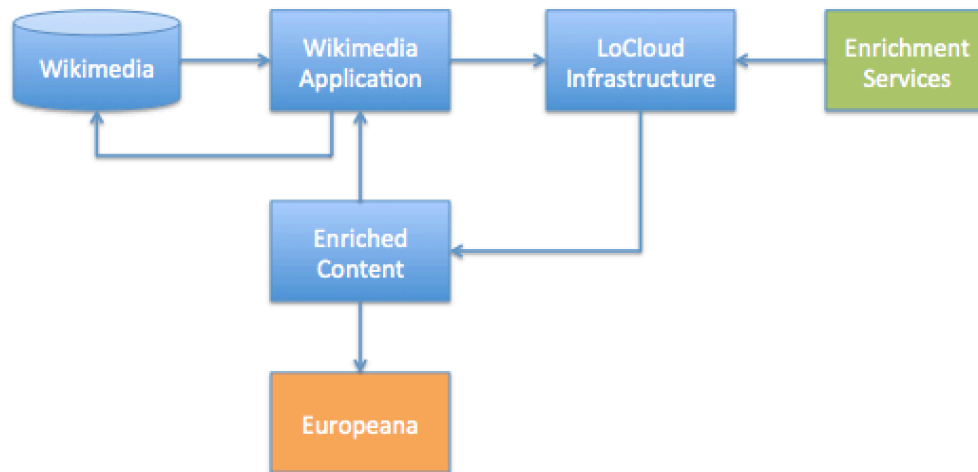 Wikimedia
Wikimedia
Application
LoCloud
Infrastructure
Enrichment
Services
Enriched
Content
Europeana